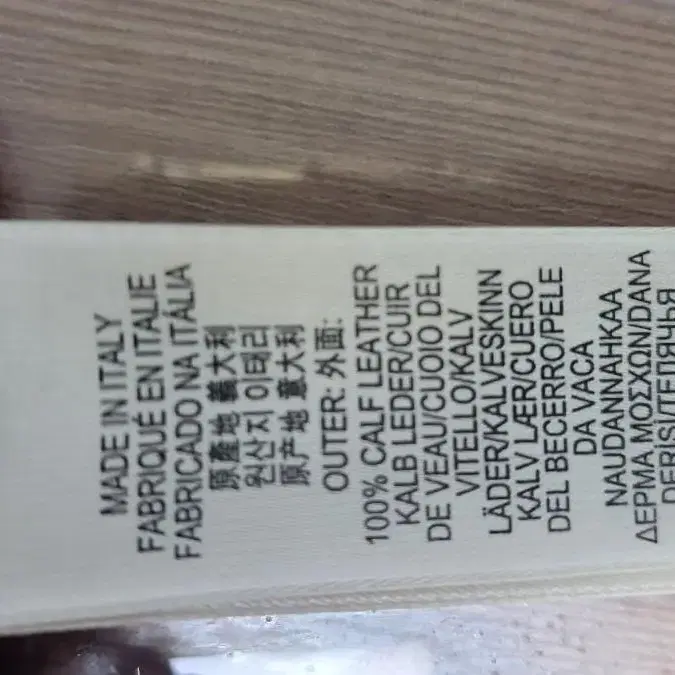 MADE IN ITALY
FABRIQUÉ EN ITALIE
FABRICADO NA ITÁLIA
原產地 義大利
원산지 이태리
原产地 意大利
OUTER: 外面:
100% CALF LEATHER
KALB LEDER/CUIR
DE VEAU/CUOIO DEL
VITELLO/KALV
LÄDER/KALVESKINN
KALV LÆR/CUERO
DEL BECERRO/PELE
DA VACA
NAUDANNAHKAA
ΔΕΡΜΑ ΜΟΣΧΩΝ/DANA
DERISI/ТЕЛЯЧЬЯ